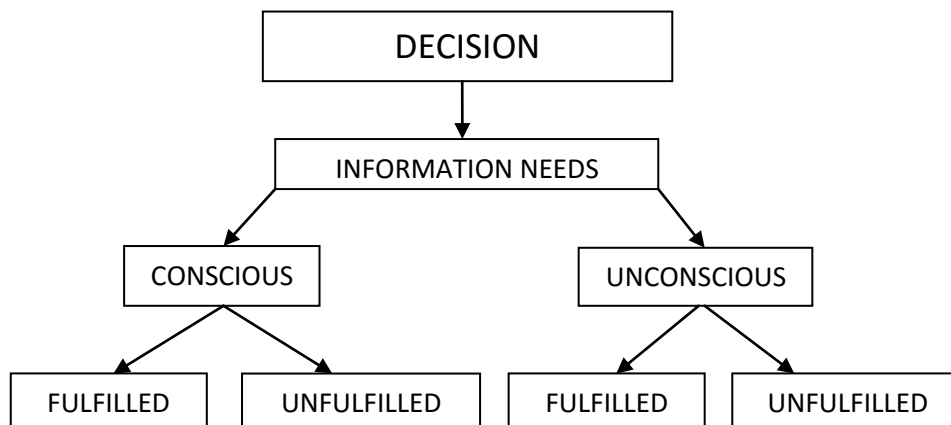 DECISION
INFORMATION NEEDS
CONSCIOUS
UNCONSCIOUS
FULFILLED
UNFULFILLED
FULFILLED
UNFULFILLED